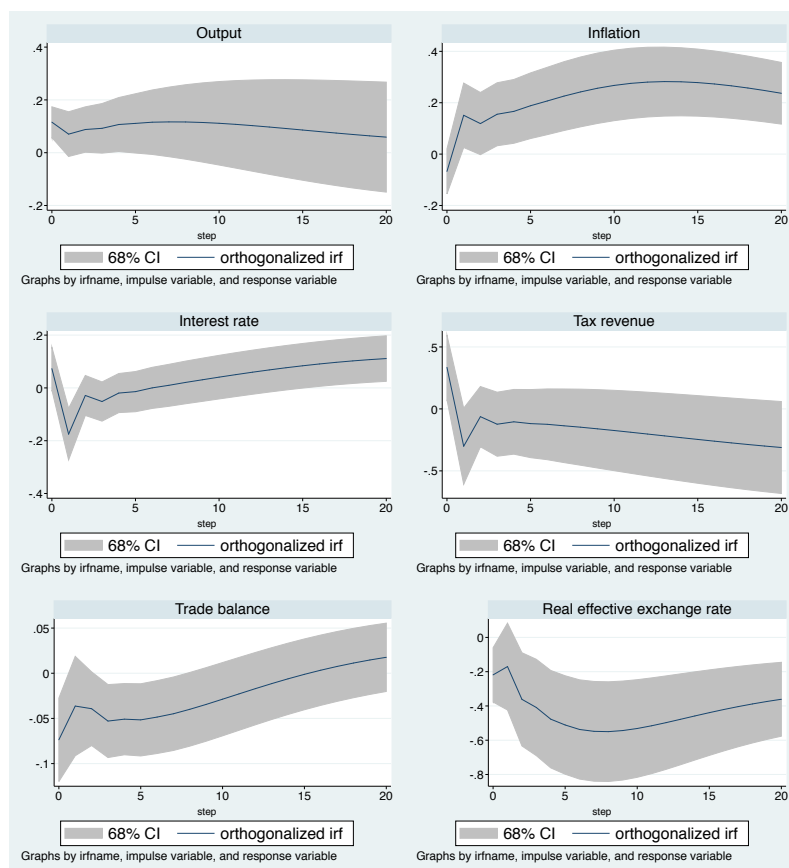 Output
.4
.2
0
-.2
0 5 10 15 20
step
68% CI orthogonalized irf
Graphs by irfname, impulse variable, and response variable
Inflation
.4
.2
0
-.2
0 5 10 15 20
step
68% CI orthogonalized irf
Graphs by irfname, impulse variable, and response variable
Interest rate
.2
0
-.2
-.4
0 5 10 15 20
step
68% CI orthogonalized irf
Graphs by irfname, impulse variable, and response variable
Tax revenue
.5
0
-.5
0 5 10 15 20
step
68% CI orthogonalized irf
Graphs by irfname, impulse variable, and response variable
Trade balance
.05
0
-.05
-.1
0 5 10 15 20
step
68% CI orthogonalized irf
Graphs by irfname, impulse variable, and response variable
Real effective exchange rate
0
-.2
-.4
-.6
-.8
0 5 10 15 20
step
68% CI orthogonalized irf
Graphs by irfname, impulse variable, and response variable